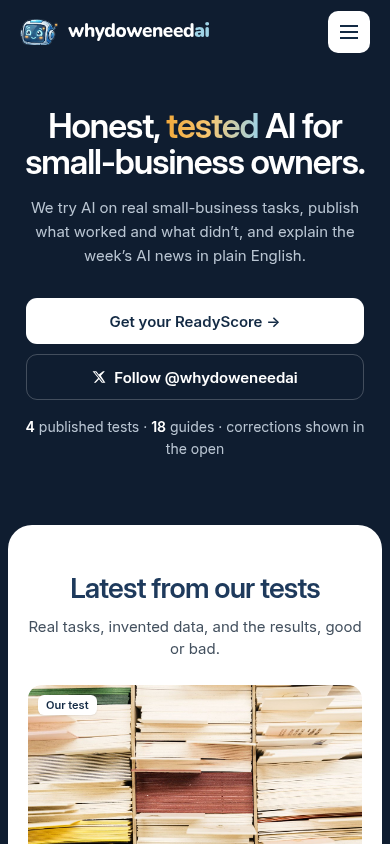 whydoweneedai
Honest, tested AI for
small-business owners.
We try AI on real small-business tasks, publish
what worked and what didn’t, and explain the
week’s AI news in plain English.
Get your ReadyScore →
Follow @whydoweneedai
4 published tests · 18 guides · corrections shown in
the open
Latest from our tests
Real tasks, invented data, and the results, good
or bad.
Our test